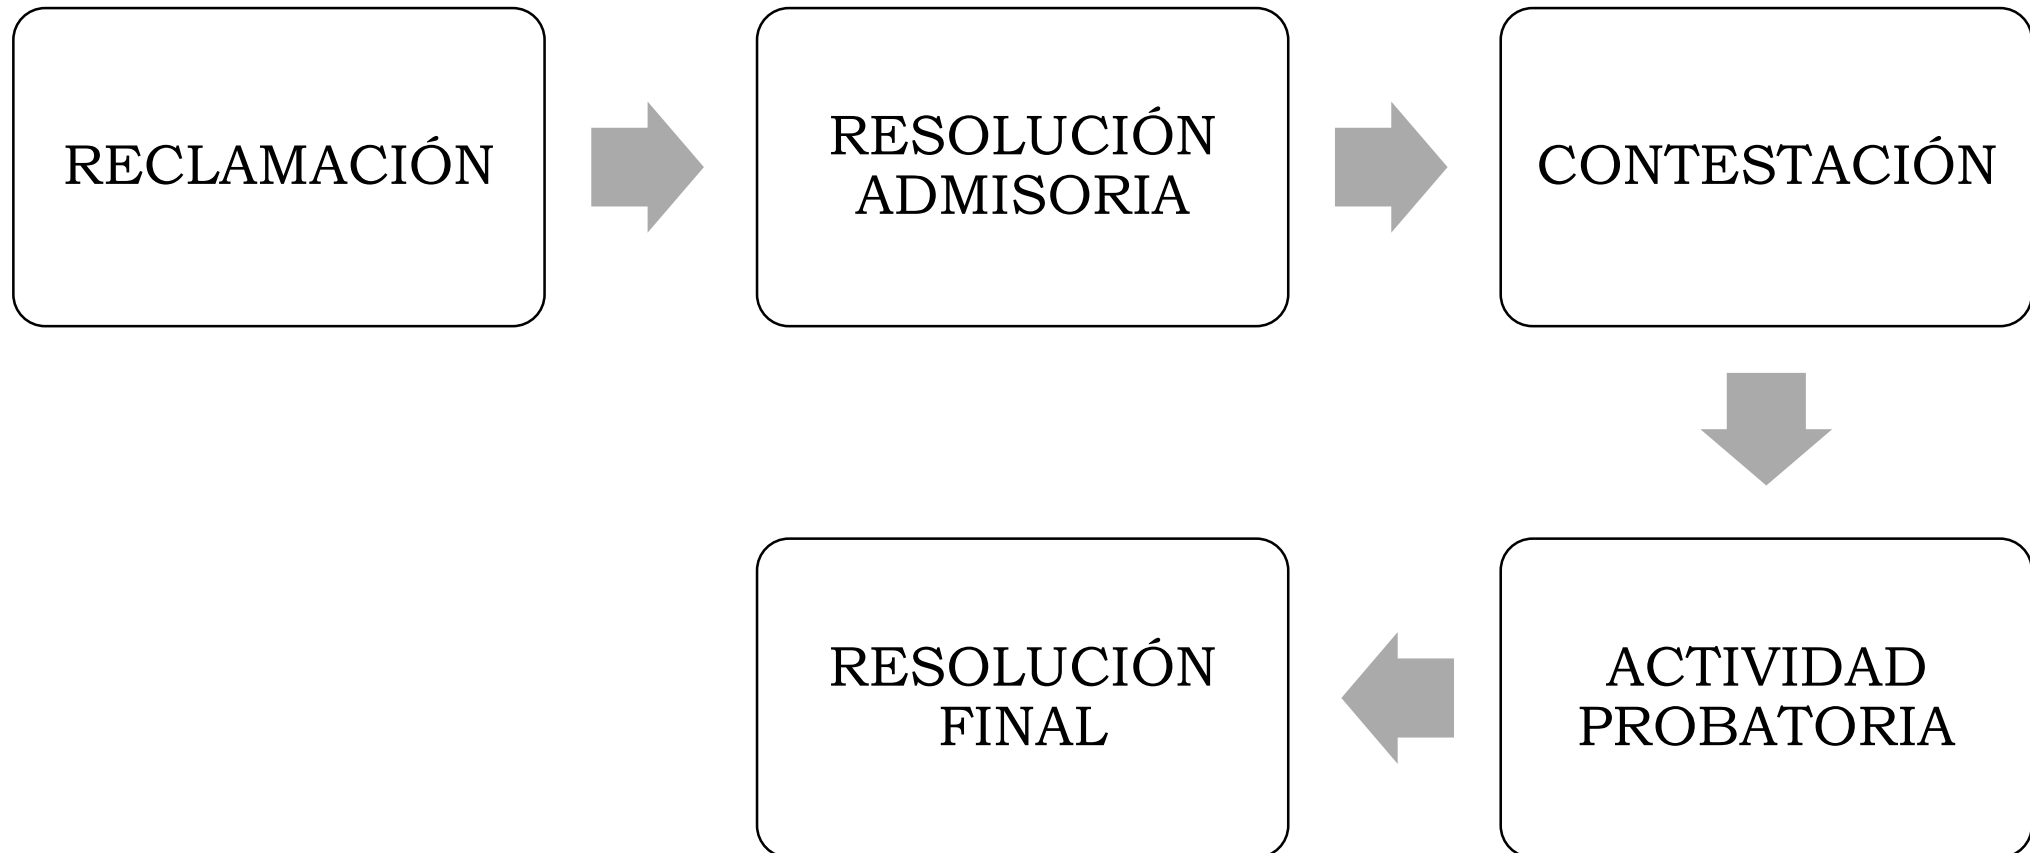 RECLAMACIÓN
RESOLUCIÓN
ADMISORIA
CONTESTACIÓN
ACTIVIDAD
PROBATORIA
RESOLUCIÓN
FINAL